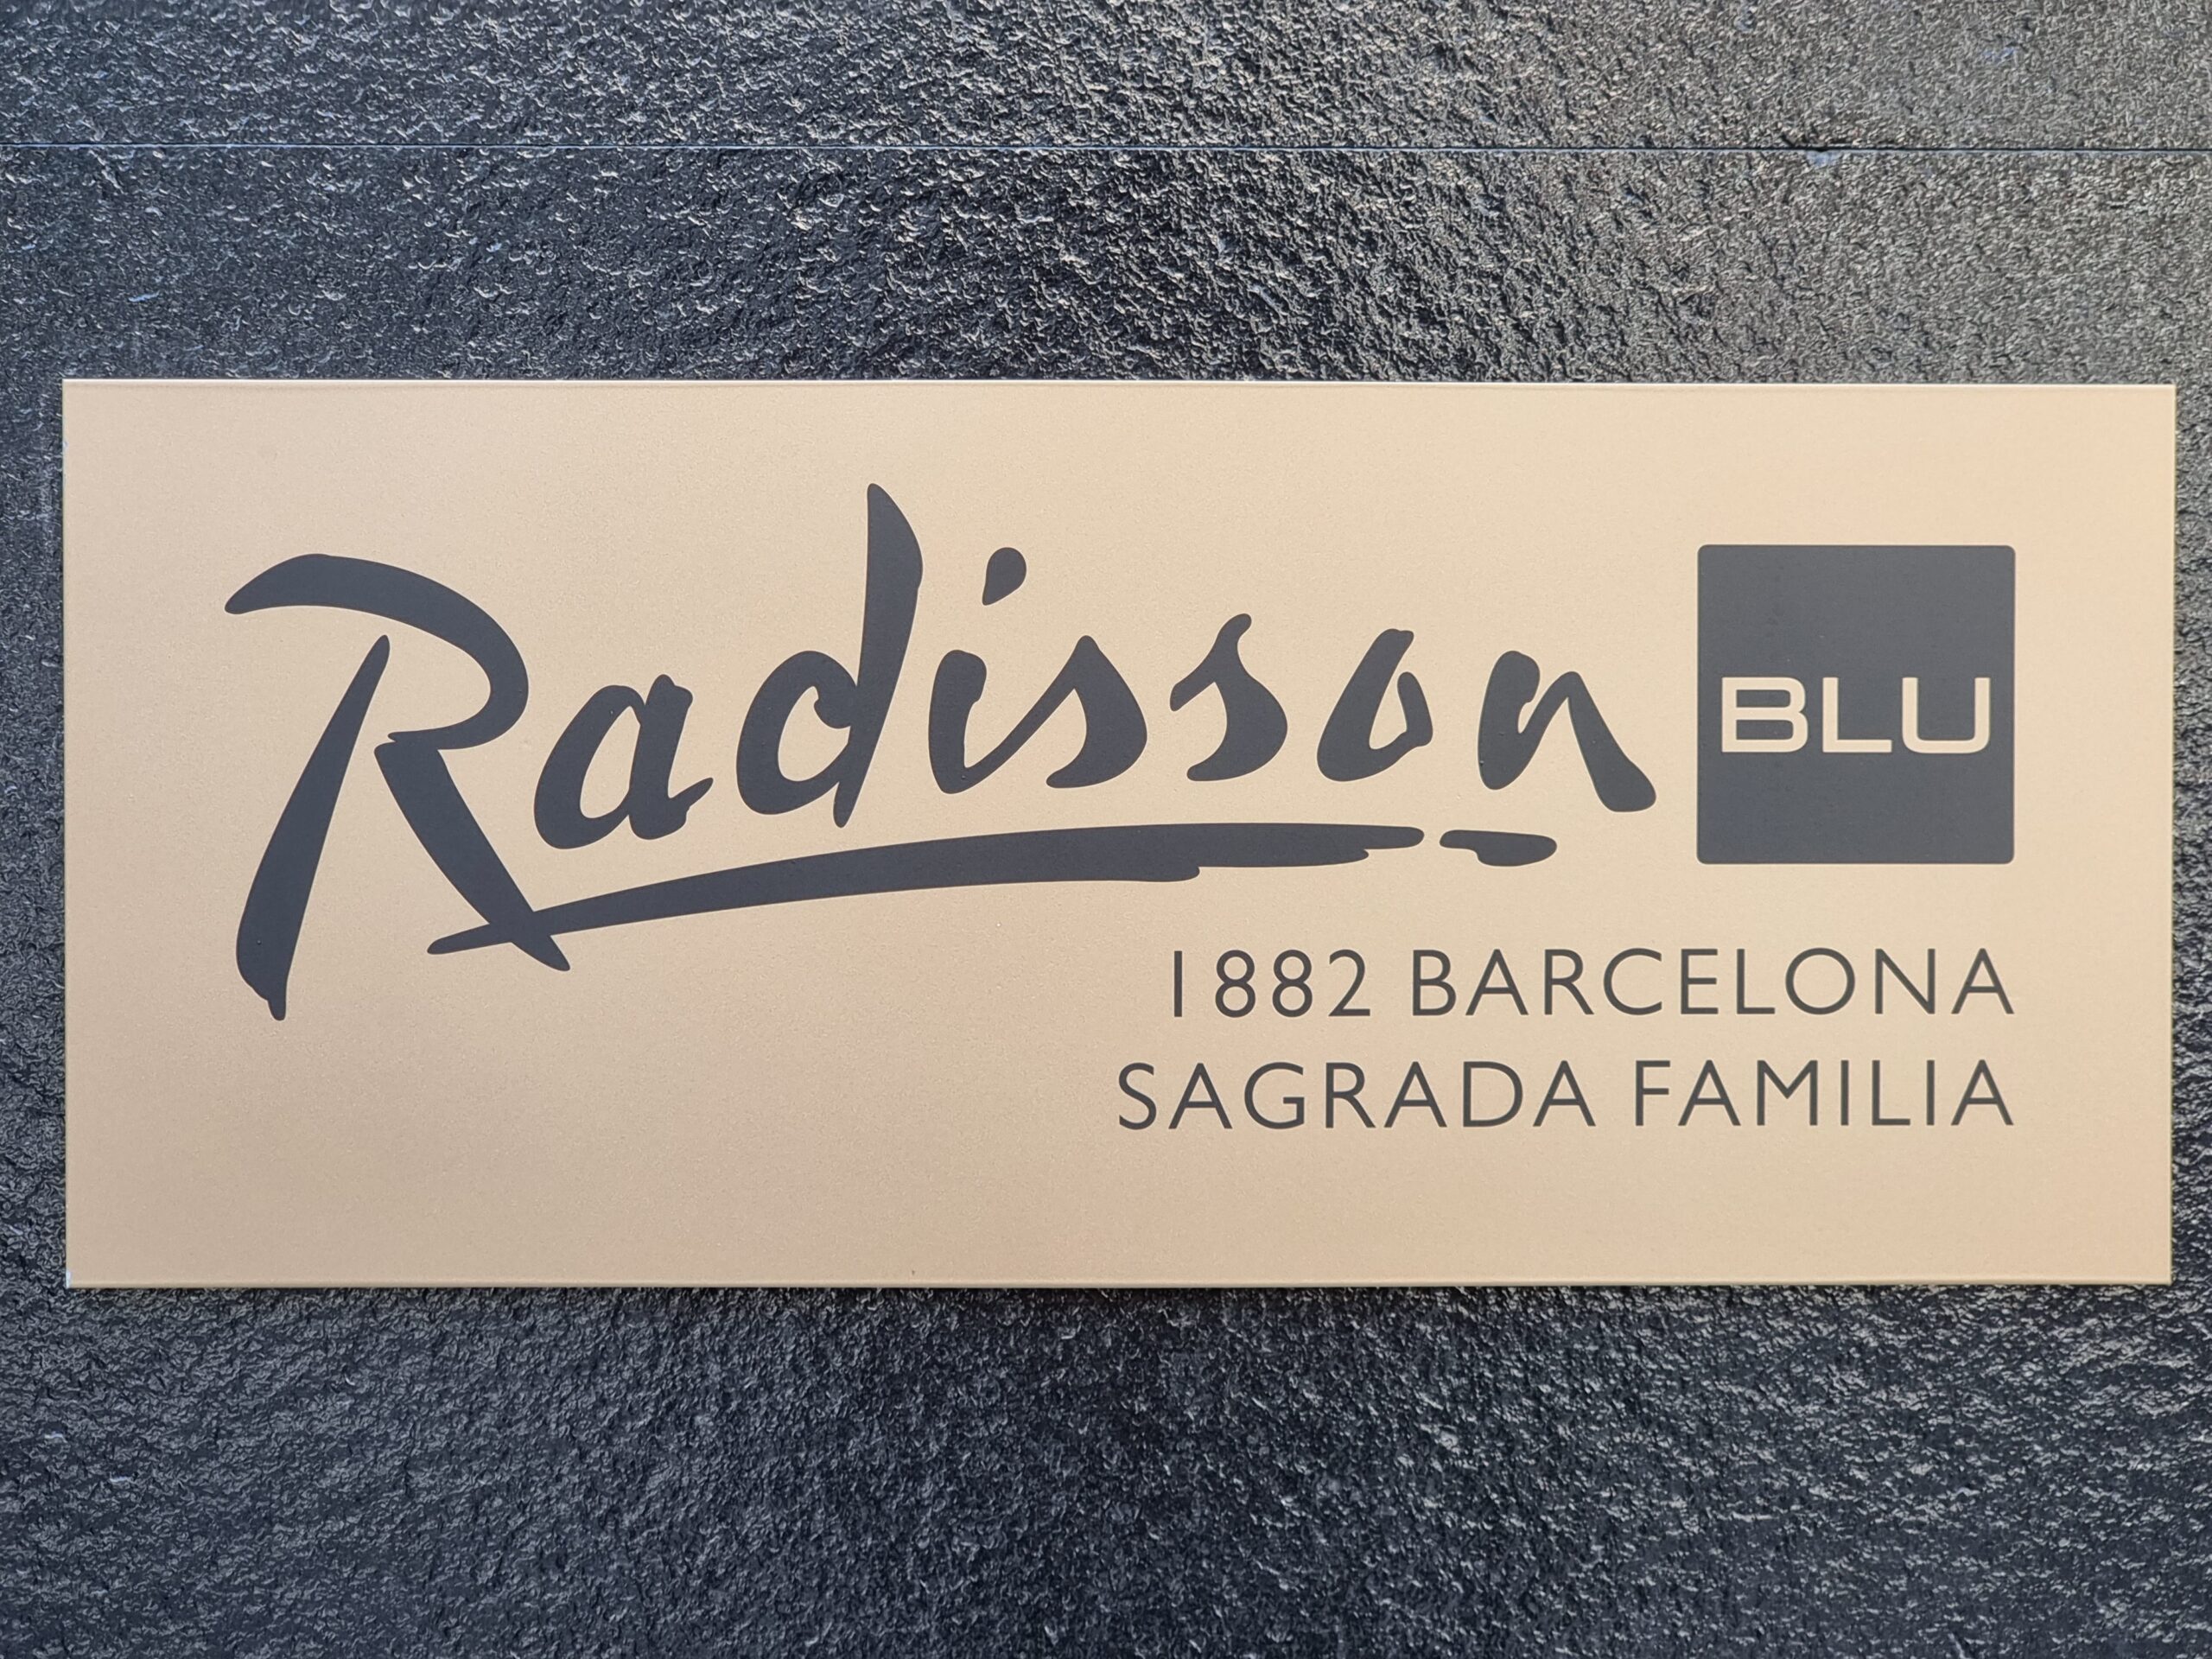 Radisson BLU
1882 BARCELONA
SAGRADA FAMILIA